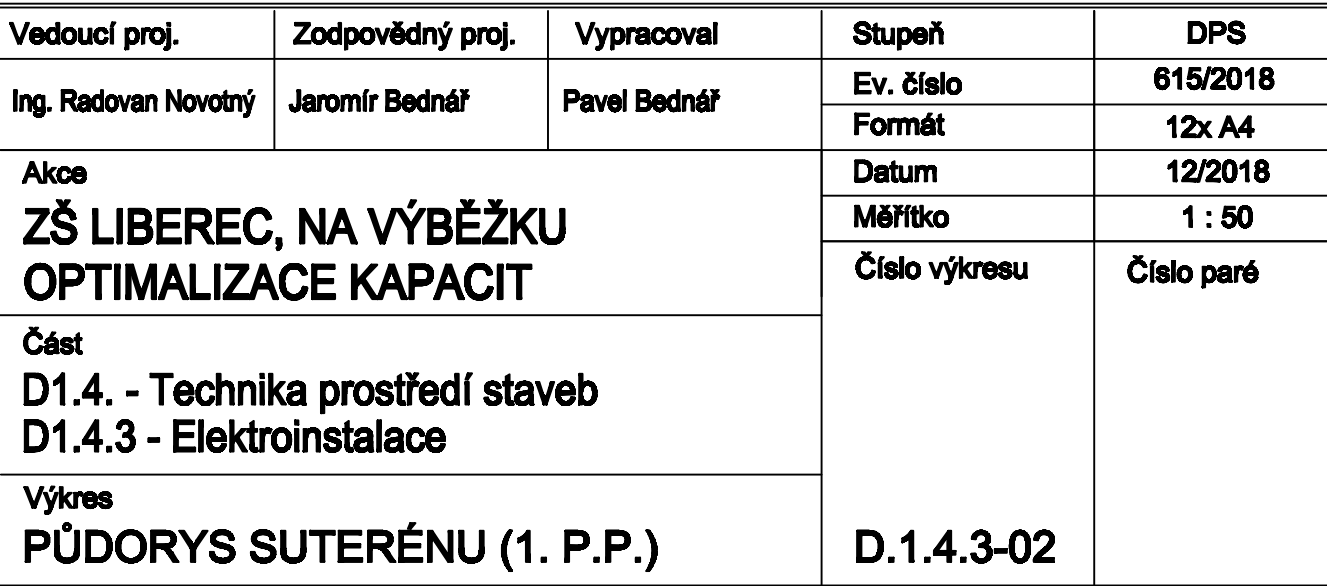 Vedoucí proj. Zodpovědný proj. Vypracoval Stupeň DPS
Ing. Radovan Novotný Jaromír Bednář Pavel Bednář Ev. číslo 615/2018
Formát 12x A4
Akce Datum 12/2018
ZŠ LIBEREC, NA VÝBĚŽKU Měřítko 1 : 50
OPTIMALIZACE KAPACIT Číslo výkresu Číslo paré
Část
D1.4. - Technika prostředí staveb
D1.4.3 - Elektroinstalace
Výkres
PŮDORYS SUTERÉNU (1. P.P.) D.1.4.3-02